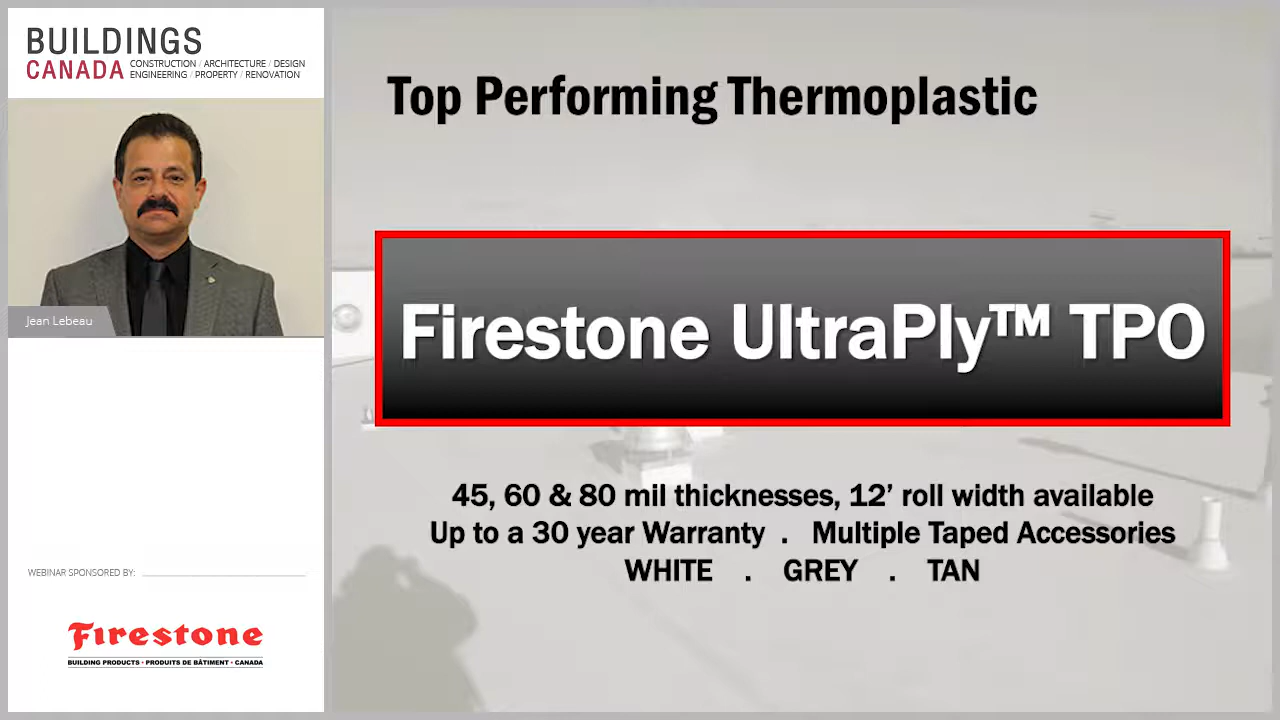 BUILDINGS
CANADA
CONSTRUCTION / ARCHITECTURE / DESIGN
ENGINEERING / PROPERTY / RENOVATION
Jean Lebeau
WEBINAR SPONSORED BY:
Firestone
BUILDING PRODUCTS • PRODUITS DE BÂTIMENT • CANADA
Top Performing Thermoplastic
Firestone UltraPly™ TPO
45, 60 & 80 mil thicknesses, 12’ roll width available
Up to a 30 year Warranty . Multiple Taped Accessories
WHITE . GREY . TAN